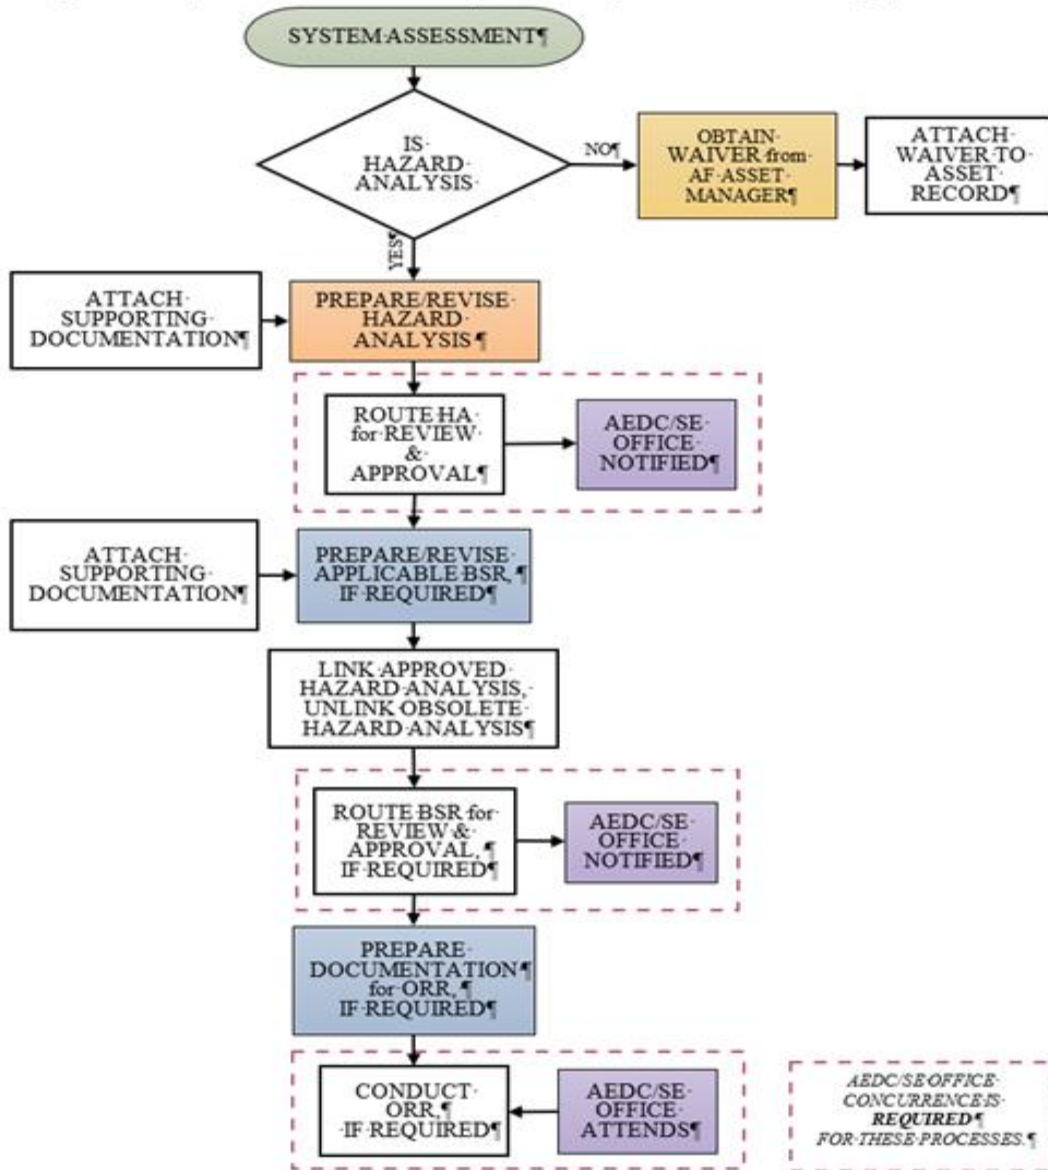 SYSTEM·ASSESSMENT¶
IS·
HAZARD·
ANALYSIS·
NO¶
OBTAIN·
WAIVER·from·
AF·ASSET·
MANAGER¶
ATTACH·
WAIVER·TO·
ASSET·
RECORD¶
YES¶
ATTACH·
SUPPORTING·
DOCUMENTATION¶
PREPARE/REVISE·
HAZARD·
ANALYSIS·¶
ROUTE·HA·
for·REVIEW·
&·
APPROVAL¶
AEDC/SE·
OFFICE·
NOTIFIED¶
ATTACH·
SUPPORTING·
DOCUMENTATION¶
PREPARE/REVISE·
APPLICABLE·BSR,·¶
IF·REQUIRED¶
LINK·APPROVED·
HAZARD·ANALYSIS,·
UNLINK·OBSOLETE·
HAZARD·ANALYSIS¶
ROUTE·BSR·for·
REVIEW·&·
APPROVAL,·¶
IF·REQUIRED¶
AEDC/SE·
OFFICE·
NOTIFIED¶
PREPARE·
DOCUMENTATION·¶
for·ORR,·¶
IF·REQUIRED¶
CONDUCT·
ORR,·¶
·IF·REQUIRED¶
AEDC/SE·
OFFICE·
ATTENDS¶
AEDC/SE·OFFICE·
CONCURRENCE·IS·
REQUIRED·¶
FOR·THESE·PROCESSES.¶